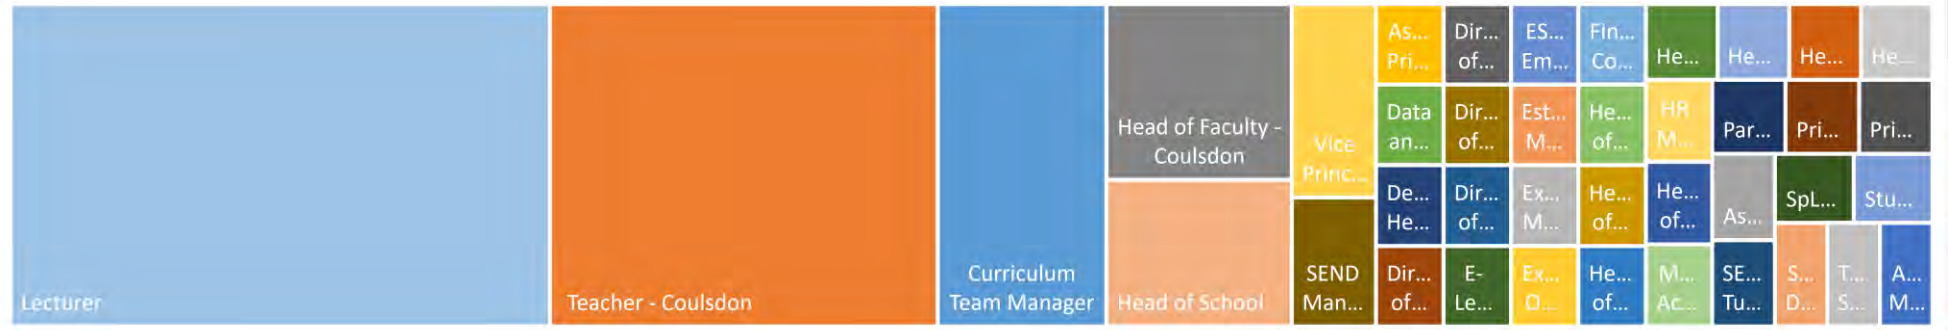 Lecturer
Teacher - Coulsdon
Curriculum
Team Manager
Head of Faculty -
Coulsdon
Head of School
Vice
Princ...
SEND
Man...
As...
Pri...
Data
an...
De...
He...
Dir...
of...
Dir...
of...
Dir...
of...
Dir...
of...
E-
Le...
ES...
Em...
Est...
M...
Ex...
M...
Ex...
O...
Fin...
Co...
He...
of...
He...
of...
He...
of...
He...
He...
He...
He...
HR
M...
Par...
Pri...
Pri...
He...
of...
As...
SpL...
Stu...
M...
Ac...
SE...
Tu...
S...
D...
T...
S...
A...
M...